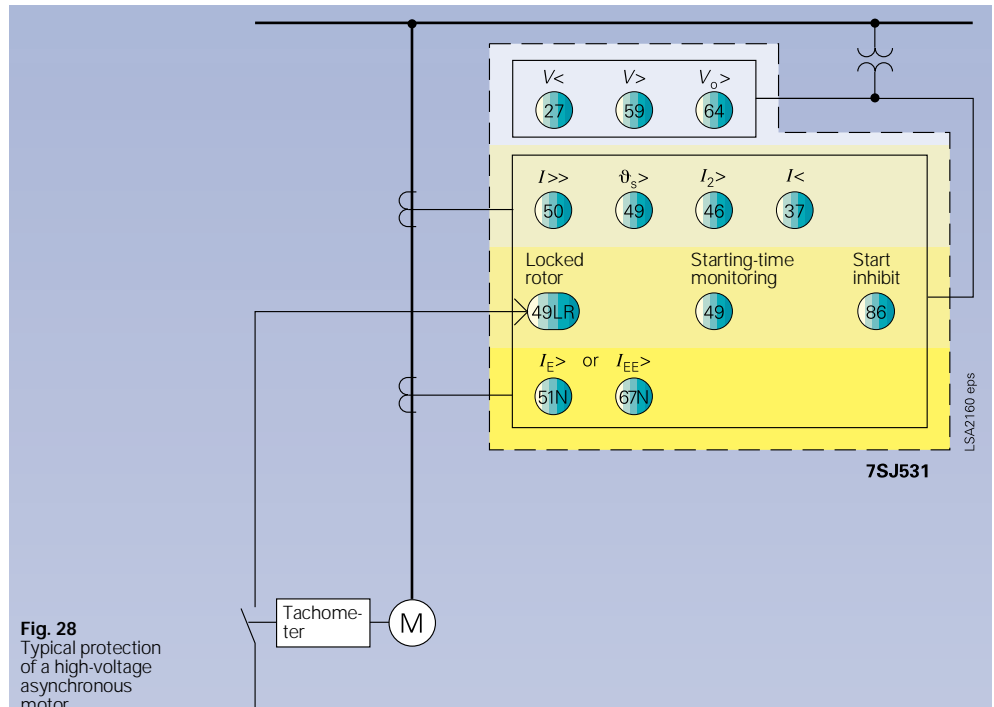 V< V> Vo>
27 59 64
I>> ϑs> I2> I<
50 49 46 37
Locked
rotor
Starting-time
monitoring
Start
inhibit
49LR 49 86
IE> or IEE>
51N 67N
LSA2160 eps
7SJ531
Tachome-
ter
M
Fig. 28
Typical protection
of a high-voltage
asynchronous
motor